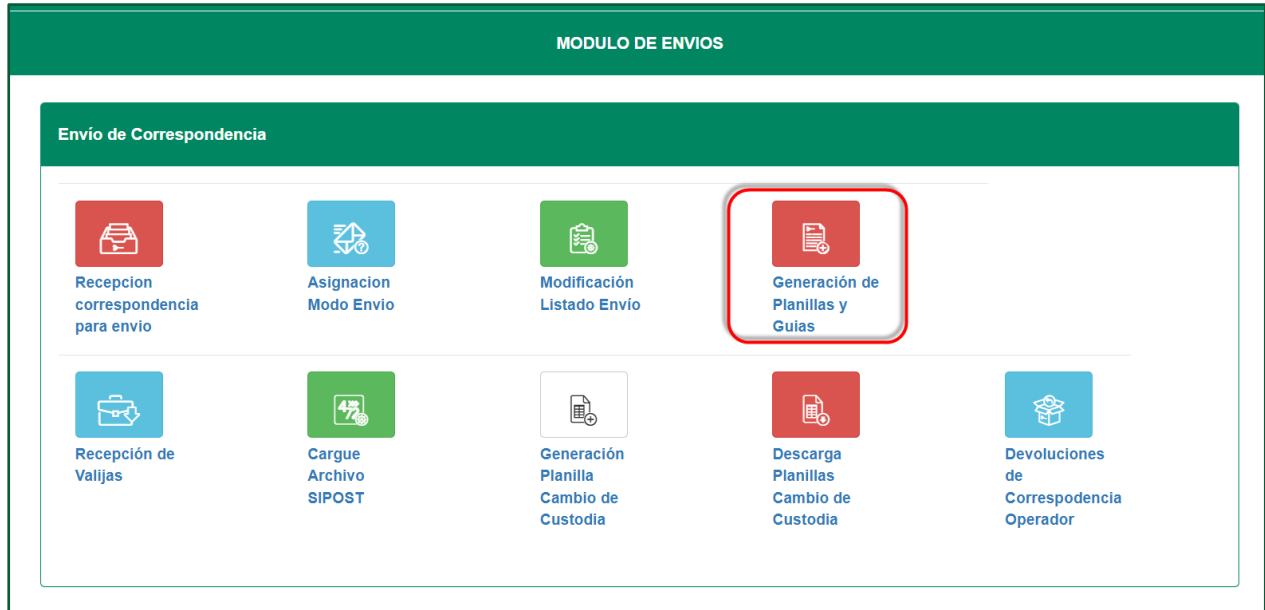 MODULO DE ENVIOS
Envío de Correspondencia
Recepcion
correspondencia
para envio
Asignacion
Modo Envio
Modificación
Listado Envío
Generación de
Planillas y
Guias
Recepción de
Valijas
Cargue
Archivo
SIPOST
Generación
Planilla
Cambio de
Custodia
Descarga
Planillas
Cambio de
Custodia
Devoluciones
de
Correspodencia
Operador